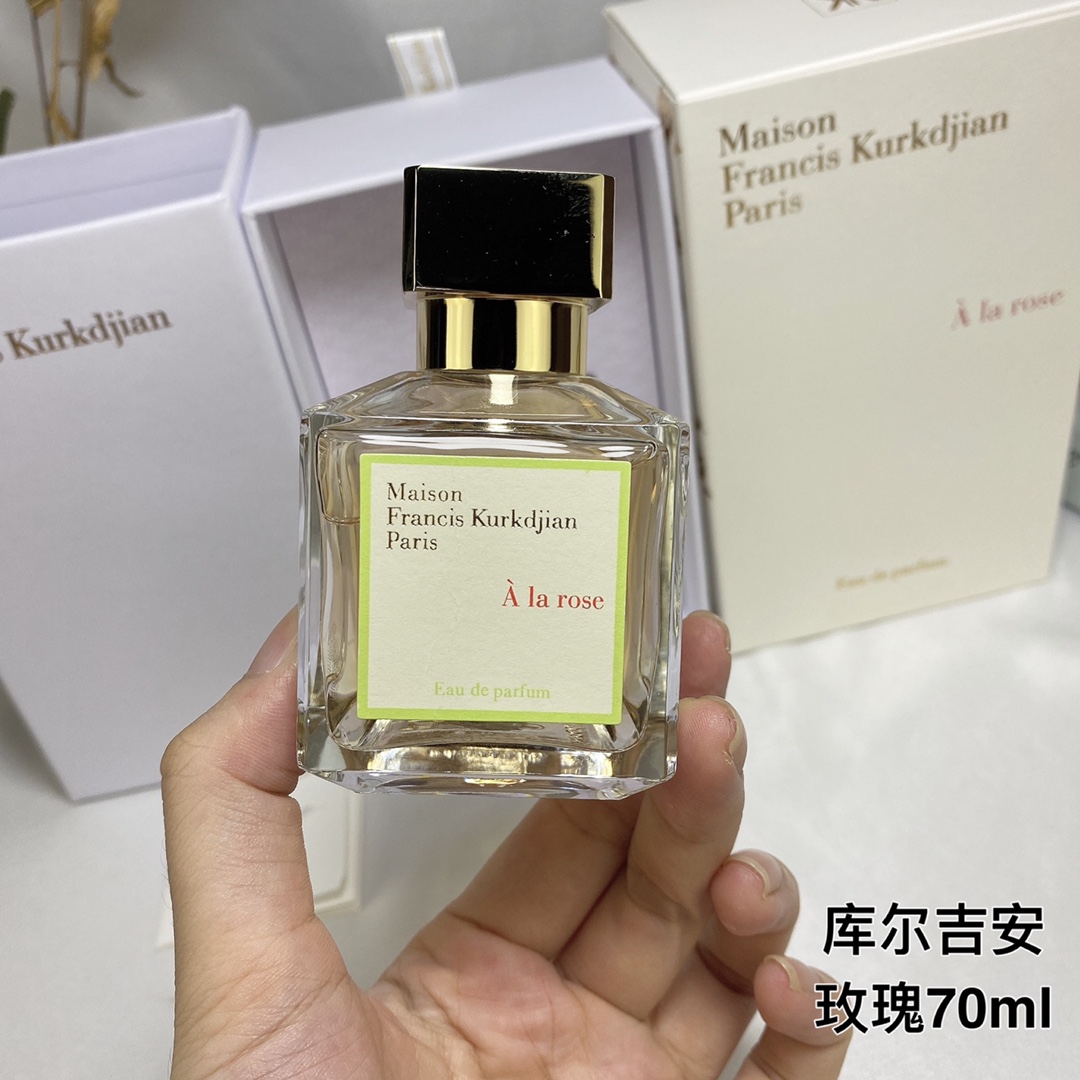 Maison
Francis Kurkdjian
Paris
À la rose
Eau de parfum
Kurkdjian
Maison
Francis Kurkdjian
Paris
À la rose
Eau de parfum
库尔吉安
玫瑰70ml